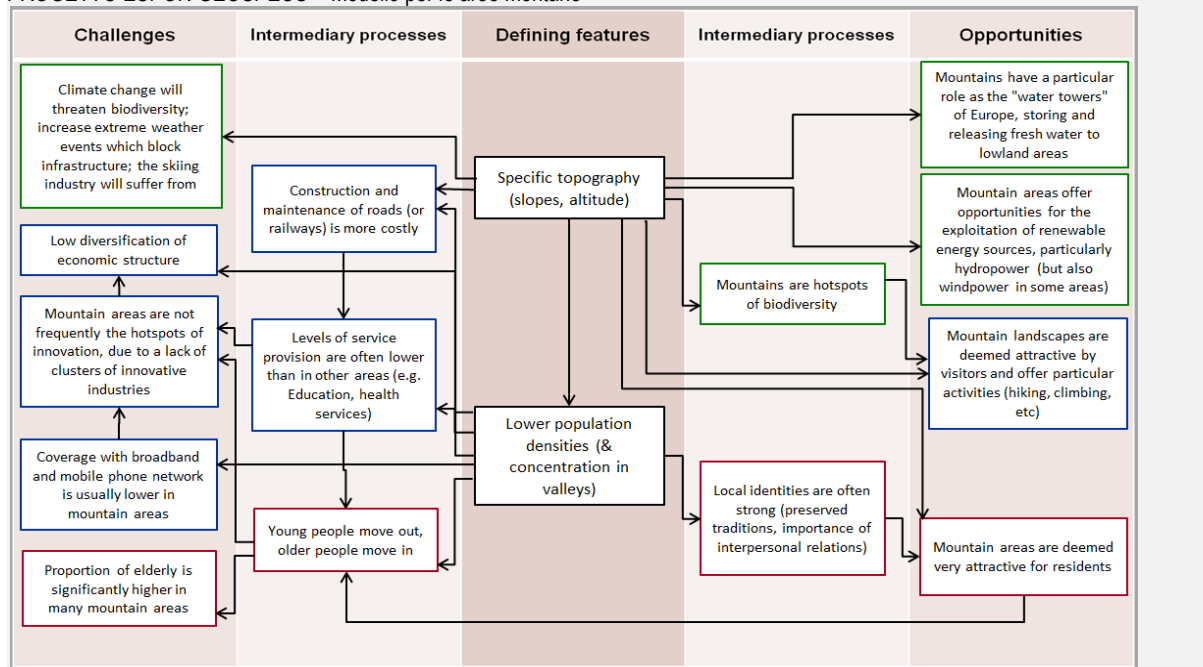 PROGETTO ESPON GEOSPECS – Modello per le aree montane
Challenges
Intermediary processes
Defining features
Intermediary processes
Opportunities
Climate change will
threaten biodiversity;
increase extreme weather
events which block
infrastructure; the skiing
industry will suffer from
Low diversification of
economic structure
Mountain areas are not
frequently the hotspots of
innovation, due to a lack of
clusters of innovative
industries
Coverage with broadband
and mobile phone network
is usually lower in
mountain areas
Proportion of elderly is
significantly higher in
many mountain areas
Construction and
maintenance of roads (or
railways) is more costly
Levels of service
provision are often lower
than in other areas (e.g.
Education, health
services)
Young people move out,
older people move in
Specific topography
(slopes, altitude)
Lower population
densities (&
concentration in
valleys)
Mountains are hotspots
of biodiversity
Local identities are often
strong (preserved
traditions, importance of
interpersonal relations)
Mountains have a particular
role as the "water towers"
of Europe, storing and
releasing fresh water to
lowland areas
Mountain areas offer
opportunities for the
exploitation of renewable
energy sources, particularly
hydropower (but also
windpower in some areas)
Mountain landscapes are
deemed attractive by
visitors and offer particular
activities (hiking, climbing,
etc)
Mountain areas are deemed
very attractive for residents